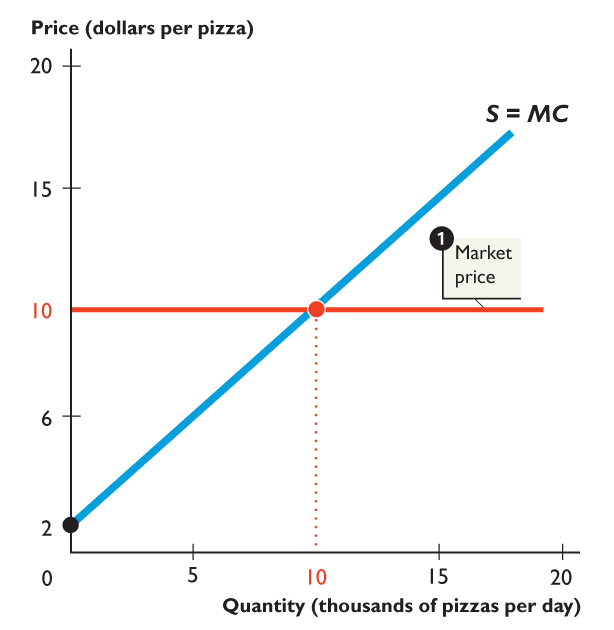 Price (dollars per pizza)
20
S = MC
15
1
Market
price
10
6
2
0
5
10
15
20
Quantity (thousands of pizzas per day)